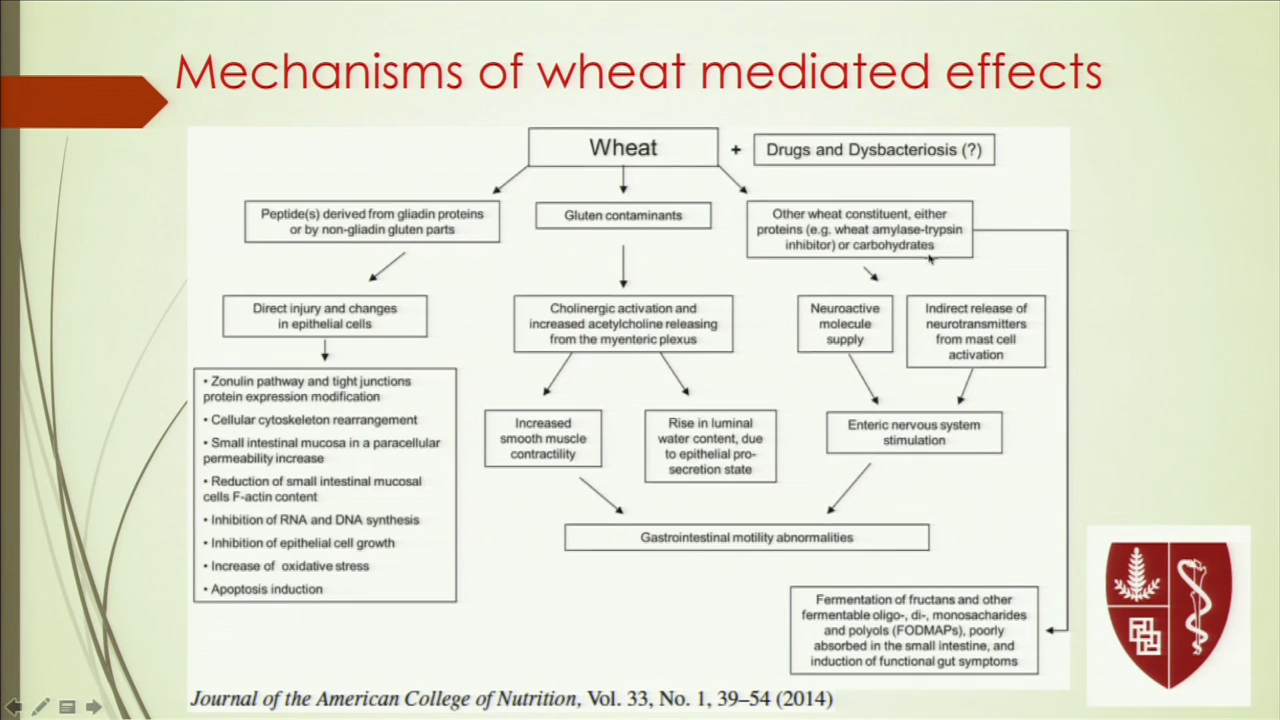 Mechanisms of wheat mediated effects
Wheat
+
Drugs and Dysbacteriosis (?)
Peptide(s) derived from gliadin proteins
or by non-gliadin gluten parts
Gluten contaminants
Other wheat constituent, either
proteins (e.g. wheat amylase-trypsin
inhibitor) or carbohydrates
Direct injury and changes
in epithelial cells
Cholinergic activation and
increased acetylcholine releasing
from the myenteric plexus
Neuroactive
molecule
supply
Indirect release of
neurotransmitters
from mast cell
activation
• Zonulin pathway and tight junctions
protein expression modification
• Cellular cytoskeleton rearrangement
• Small intestinal mucosa in a paracellular
permeability increase
• Reduction of small intestinal mucosal
cells F-actin content
• Inhibition of RNA and DNA synthesis
• Inhibition of epithelial cell growth
• Increase of oxidative stress
• Apoptosis induction
Increased
smooth muscle
contractility
Rise in luminal
water content, due
to epithelial pro-
secretion state
Enteric nervous system
stimulation
Gastrointestinal motility abnormalities
Fermentation of fructans and other
fermentable oligo-, di-, monosacharides
and polyols (FODMAPs), poorly
absorbed in the small intestine, and
induction of functional gut symptoms
Journal of the American College of Nutrition, Vol. 33, No. 1, 39–54 (2014)